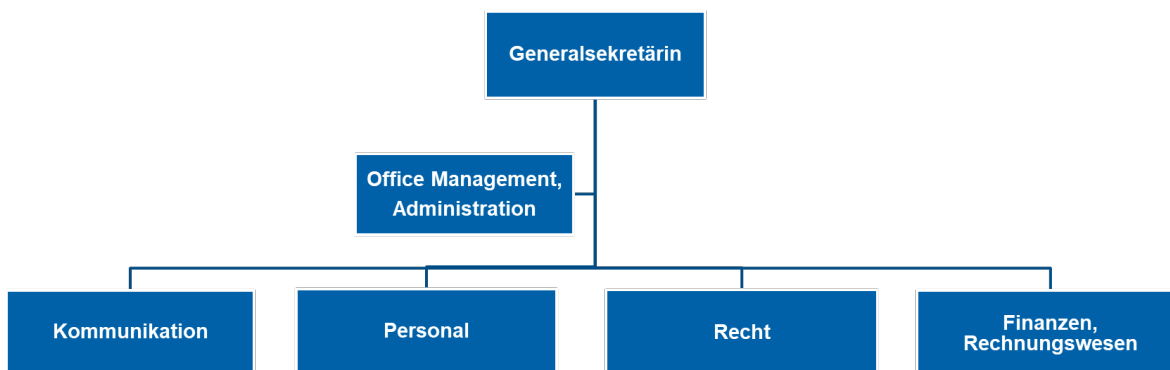 Generalsekretärin
Office Management,
Administration
Kommunikation
Personal
Recht
Finanzen,
Rechnungswesen